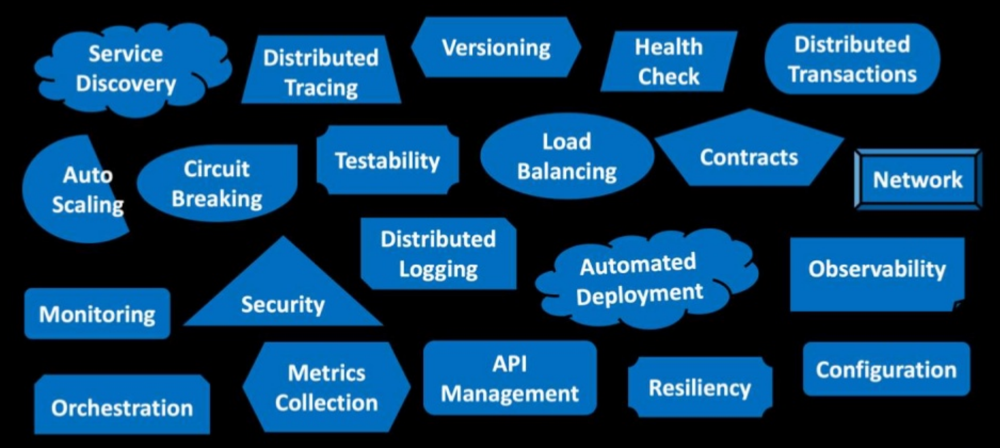 Service
Discovery
Distributed
Tracing
Versioning
Health
Check
Distributed
Transactions
Auto
Scaling
Circuit
Breaking
Testability
Load
Balancing
Contracts
Network
Monitoring
Security
Distributed
Logging
Automated
Deployment
Observability
Orchestration
Metrics
Collection
API
Management
Resiliency
Configuration